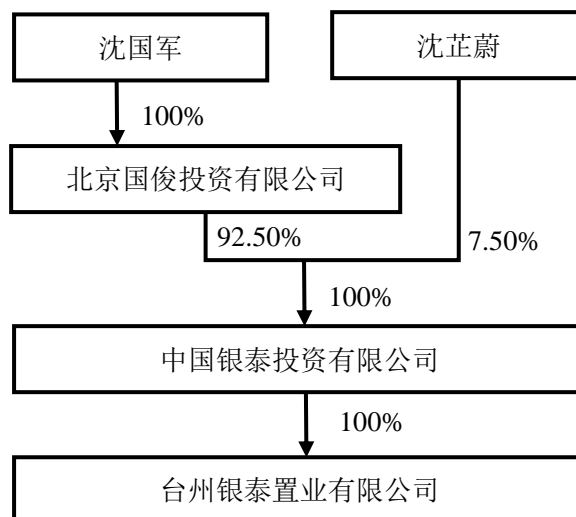 沈国军
沈芷蔚
100%
北京国俊投资有限公司
92.50%
7.50%
100%
中国银泰投资有限公司
100%
台州银泰置业有限公司